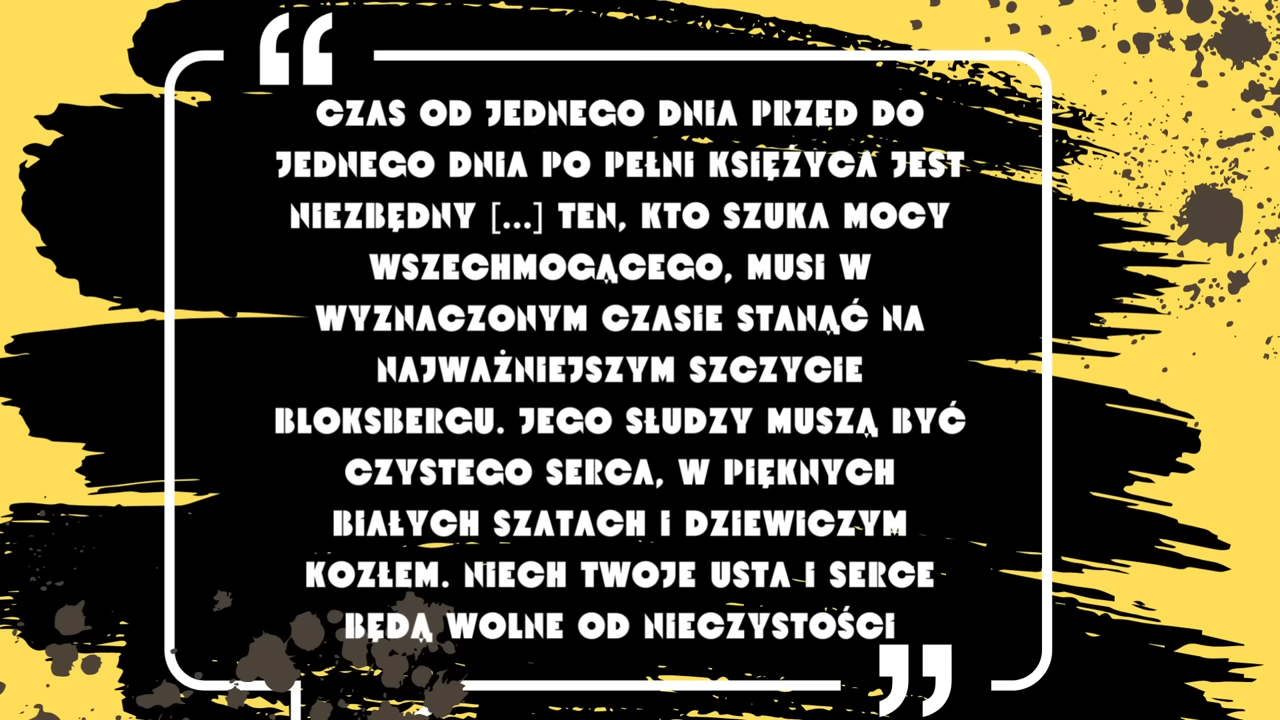 CZAS OD JEDNEGO DNIA PRZED DO
JEDNEGO DNIA PO PEŁNI KSIĘŻYCA JEST
NIEZBĘDNY [...] TEN, KTO SZUKA MOCY
WSZECHMOGĄCEGO, MUSI W
WYZNACZONYM CZASIE STANĄĆ NA
NAJWAŻNIEJSZYM SZCZYCIE
BLOKSBERGU. JEGO SŁUDZY MUSZĄ BYĆ
CZYSTEGO SERCA, W PIĘKNYCH
BIAŁYCH SZATACH I DZIEWICZYM
KOZŁEM. NIECH TWOJE USTA I SERCE
BĘDĄ WOLNE OD NIECZYSTOŚCI